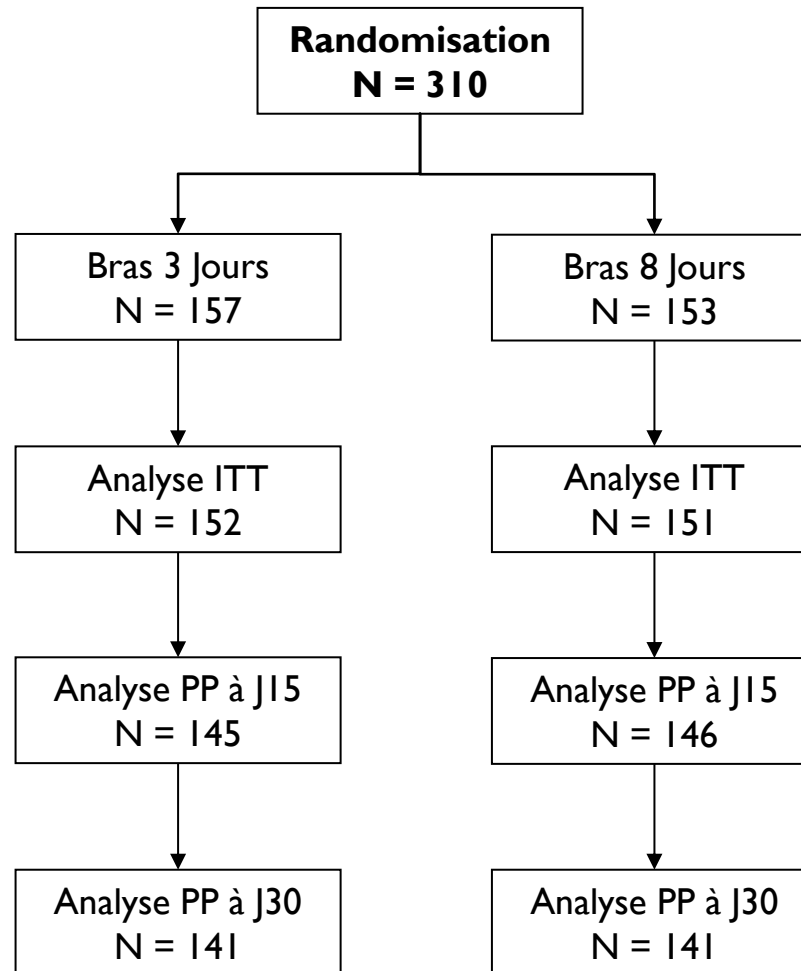 Randomisation
N = 310
Bras 3 Jours
N = 157
Bras 8 Jours
N = 153
Analyse ITT
N = 152
Analyse ITT
N = 151
Analyse PP à J15
N = 145
Analyse PP à J15
N = 146
Analyse PP à J30
N = 141
Analyse PP à J30
N = 141